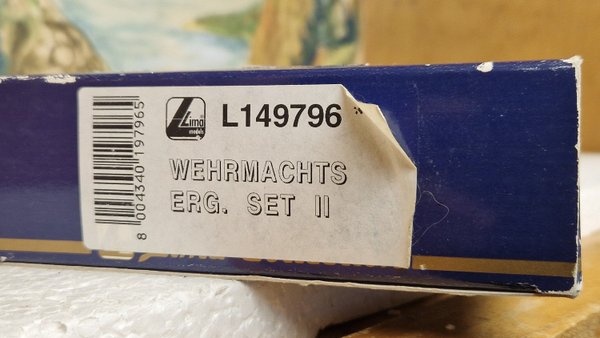 Lima
models
L149796
WEHRMACHTS
ERG. SET II
8 004340 197965